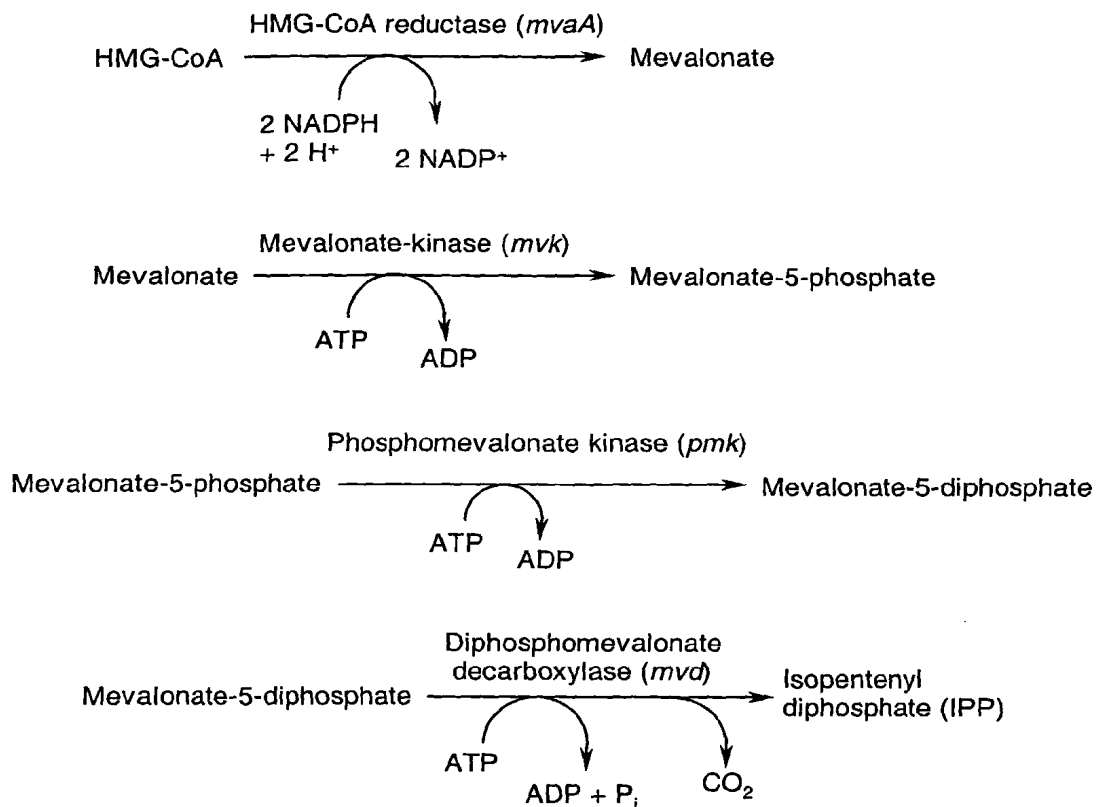 HMG-CoA reductase (mvaA)
HMG-CoA
Mevalonate
2 NADPH
+ 2 H+
2 NADP+
Mevalonate-kinase (mvk)
Mevalonate
Mevalonate-5-phosphate
ATP
ADP
Phosphomevalonate kinase (pmk)
Mevalonate-5-phosphate
Mevalonate-5-diphosphate
ATP
ADP
Diphosphomevalonate
decarboxylase (mvd)
Mevalonate-5-diphosphate
Isopentenyl
diphosphate (IPP)
ATP
ADP + Pi
CO2